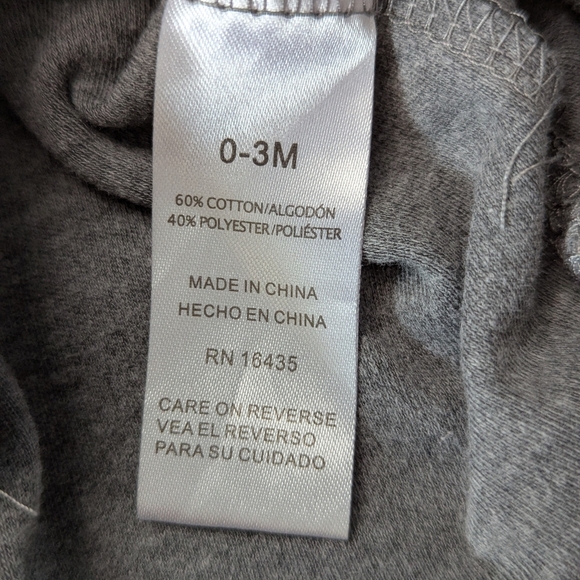 0-3M
60% COTTON/ALGODÓN
40% POLYESTER/POLIÉSTER
MADE IN CHINA
HECHO EN CHINA
RN 16435
CARE ON REVERSE
VEA EL REVERSO
PARA SU CUIDADO